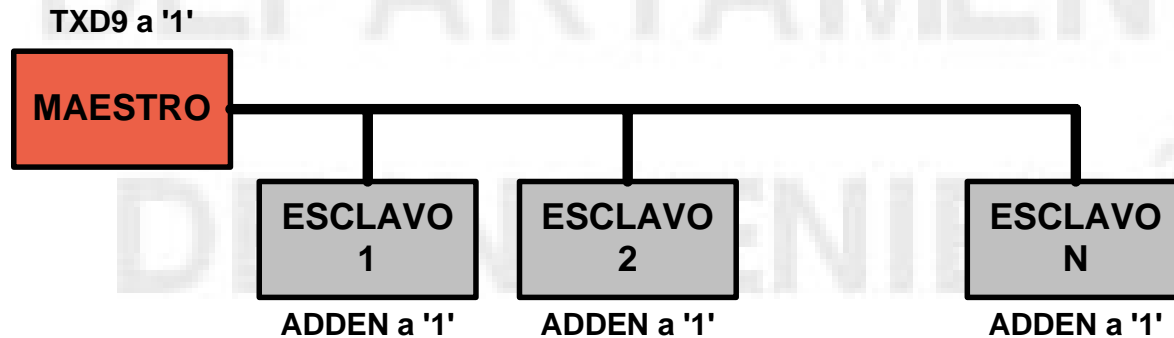 TXD9 a '1'
MAESTRO
ESCLAVO
1
ESCLAVO
2
ESCLAVO
N
ADDEN a '1'
ADDEN a '1'
ADDEN a '1'